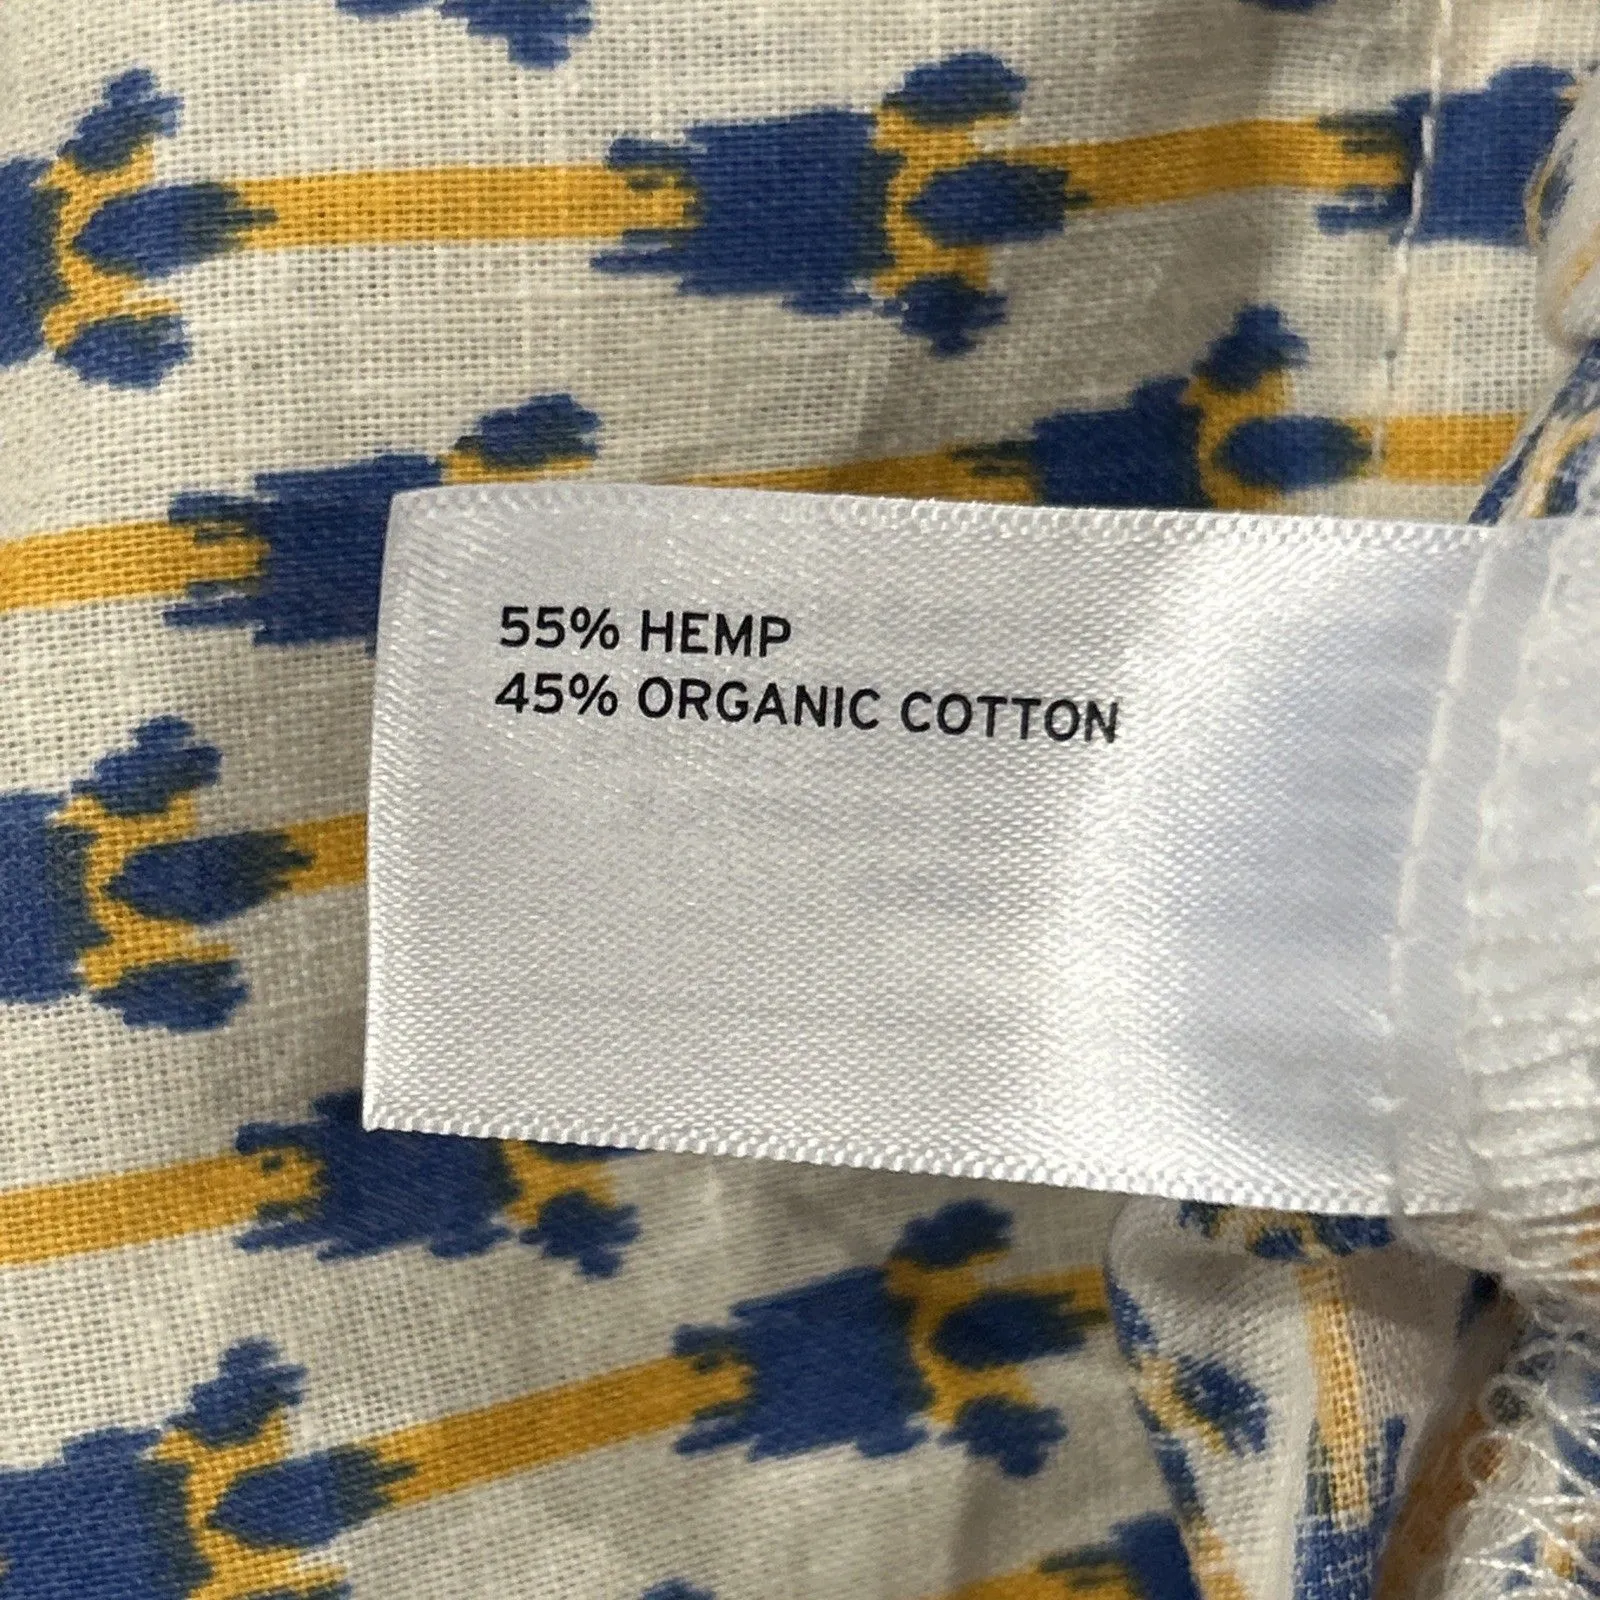 55% HEMP
45% ORGANIC COTTON